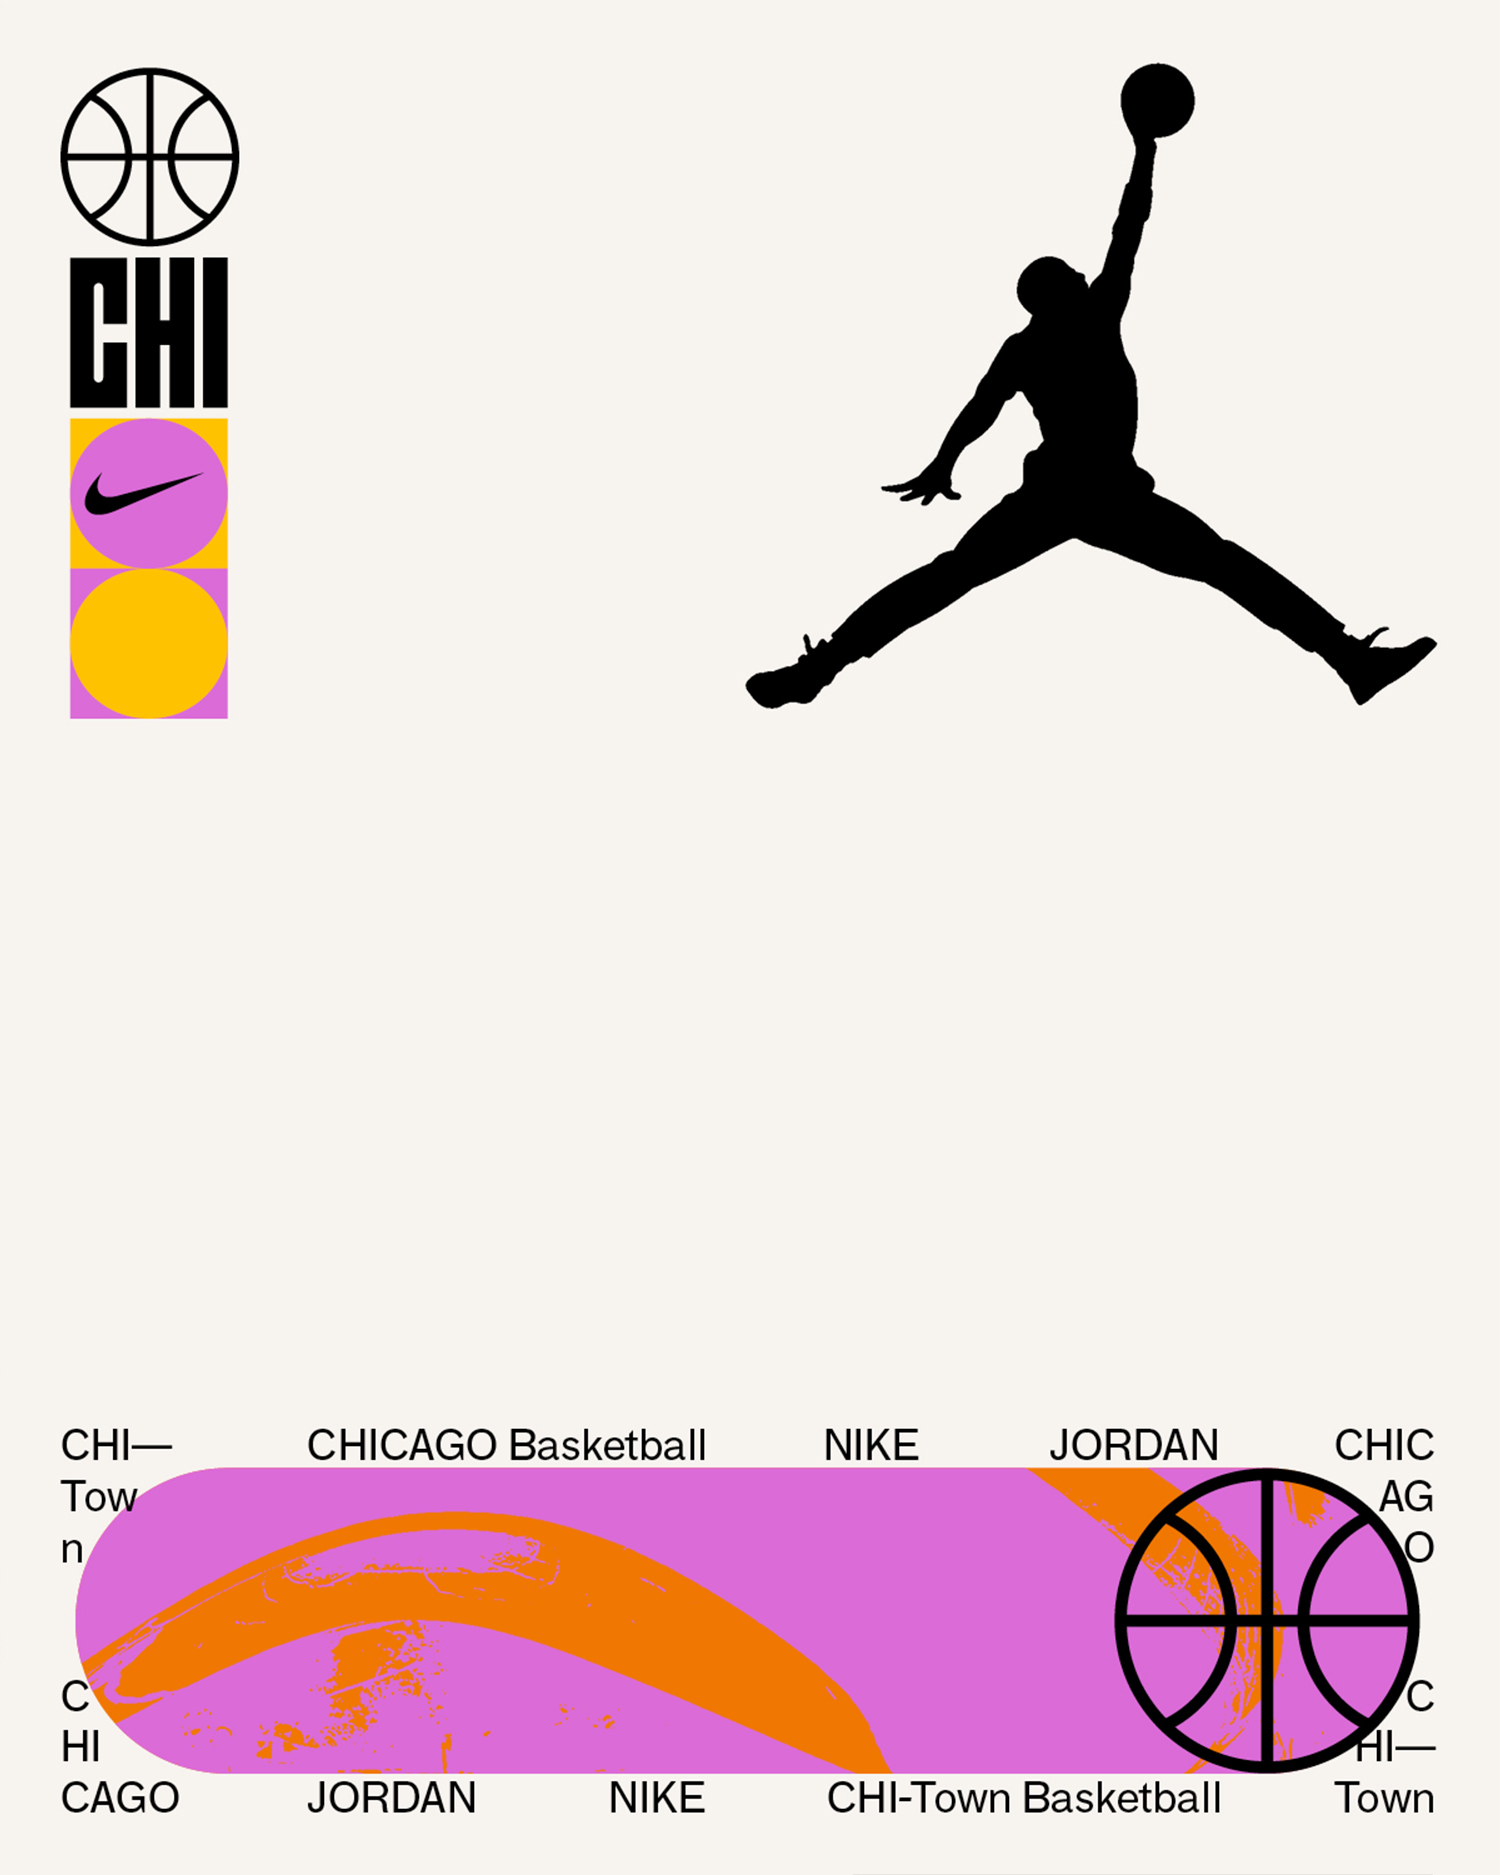 CHI
CHI— CHICAGO Basketball NIKE JORDAN CHIC
Tow AG
n O
C C
HI HI—
CAGO JORDAN NIKE CHI-Town Basketball Town